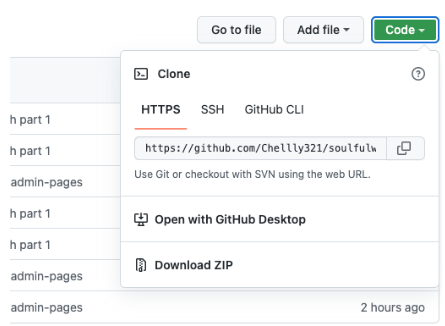 Go to file Add file Code
Clone
HTTPS SSH GitHub CLI
h part 1
https://github.com/Chellly321/soulfulw
h part 1
Use Git or checkout with SVN using the web URL.
admin-pages
h part 1
Open with GitHub Desktop
h part 1
Download ZIP
admin-pages
admin-pages 2 hours ago